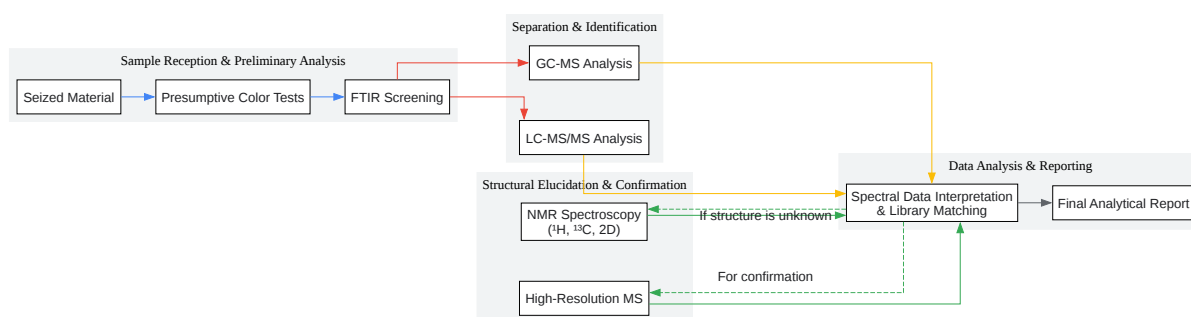 Separation & Identification
Sample Reception & Preliminary Analysis
GC-MS Analysis
Seized Material
Presumptive Color Tests
FTIR Screening
LC-MS/MS Analysis
Data Analysis & Reporting
Structural Elucidation & Confirmation
Spectral Data Interpretation
& Library Matching
Final Analytical Report
NMR Spectroscopy
(¹H, ¹³C, 2D)
If structure is unknown
For confirmation
High-Resolution MS